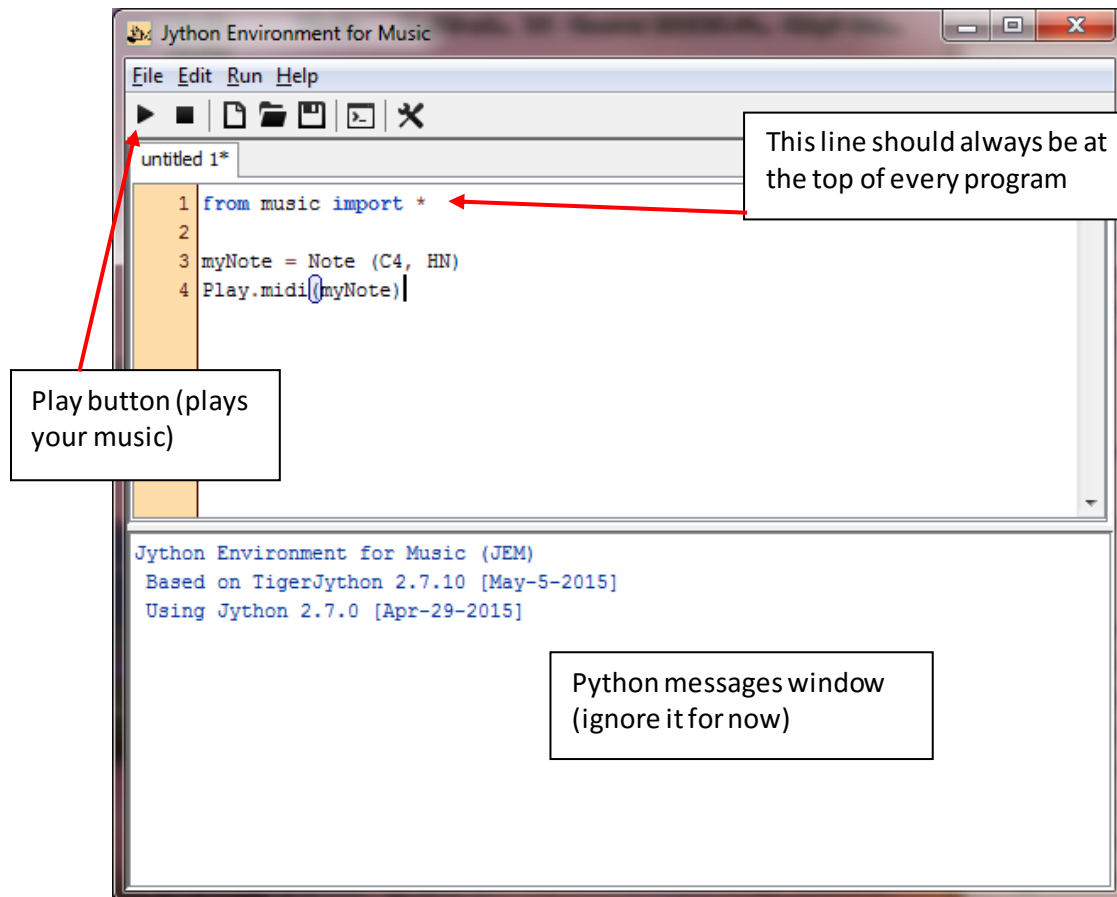 Jython Environment for Music
File Edit Run Help
This line should always be at
the top of every program
untitled 1*
1 from music import *
2
3 myNote = Note (C4, HN)
4 Play.midi(myNote)
Play button (plays
your music)
Jython Environment for Music (JEM)
Based on TigerJython 2.7.10 [May-5-2015]
Using Jython 2.7.0 [Apr-29-2015]
Python messages window
(ignore it for now)